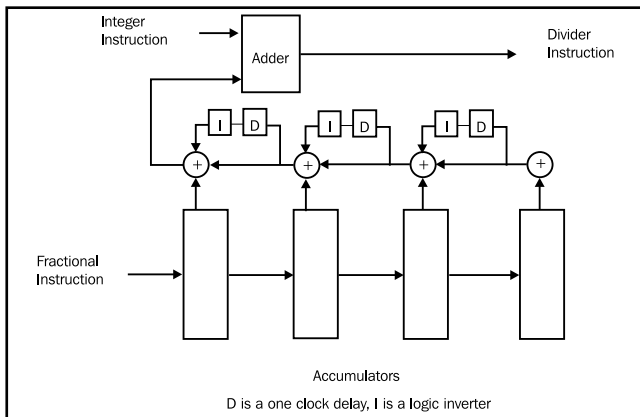 Integer
Instruction
Adder
Divider
Instruction
I D
I D
I D
+ + + +
Fractional
Instruction
Accumulators
D is a one clock delay, I is a logic inverter